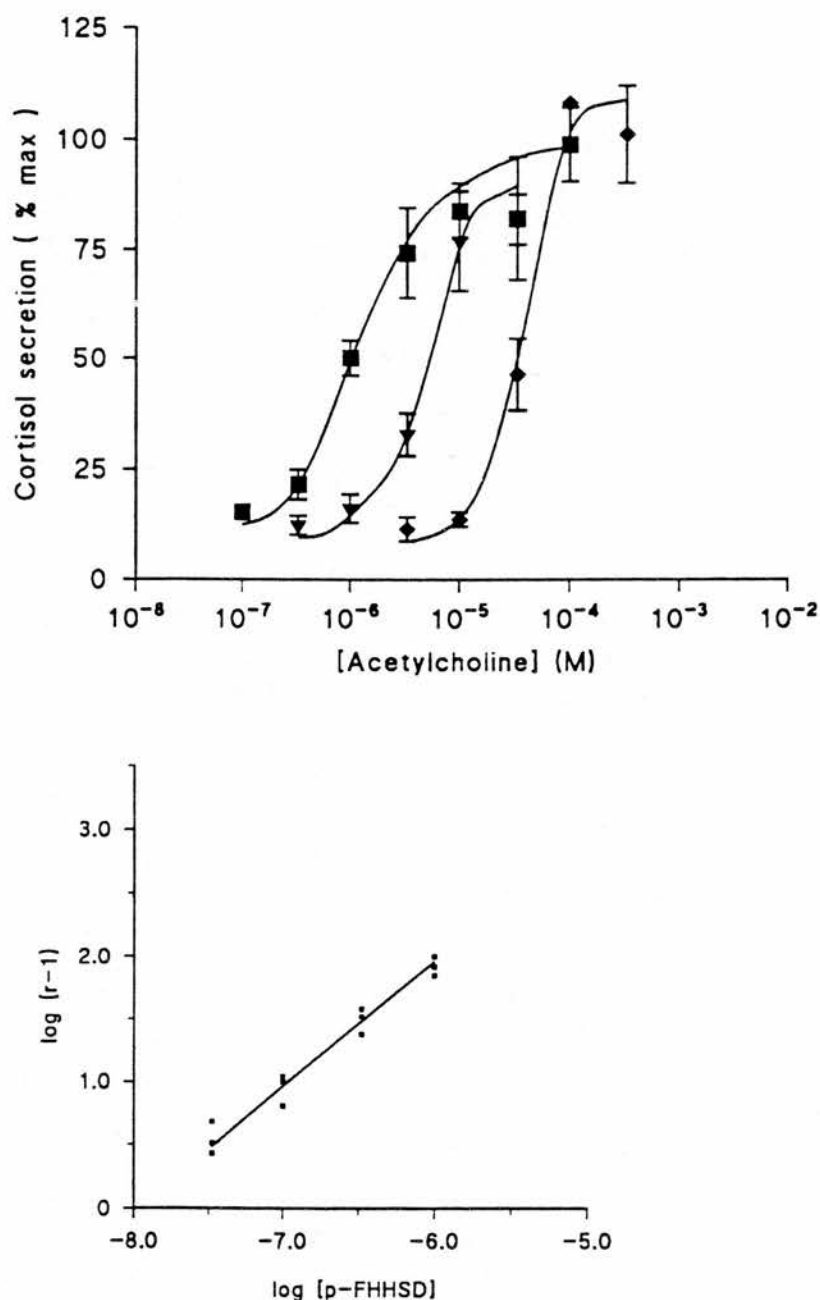 125
100
75
50
25
0
Cortisol secretion ( % max )
10⁻⁸ 10⁻⁷ 10⁻⁶ 10⁻⁵ 10⁻⁴ 10⁻³ 10⁻²
[Acetylcholine] (M)
3.0
2.0
1.0
0
log (r-1)
-8.0 -7.0 -6.0 -5.0
log [p-FHHSD]